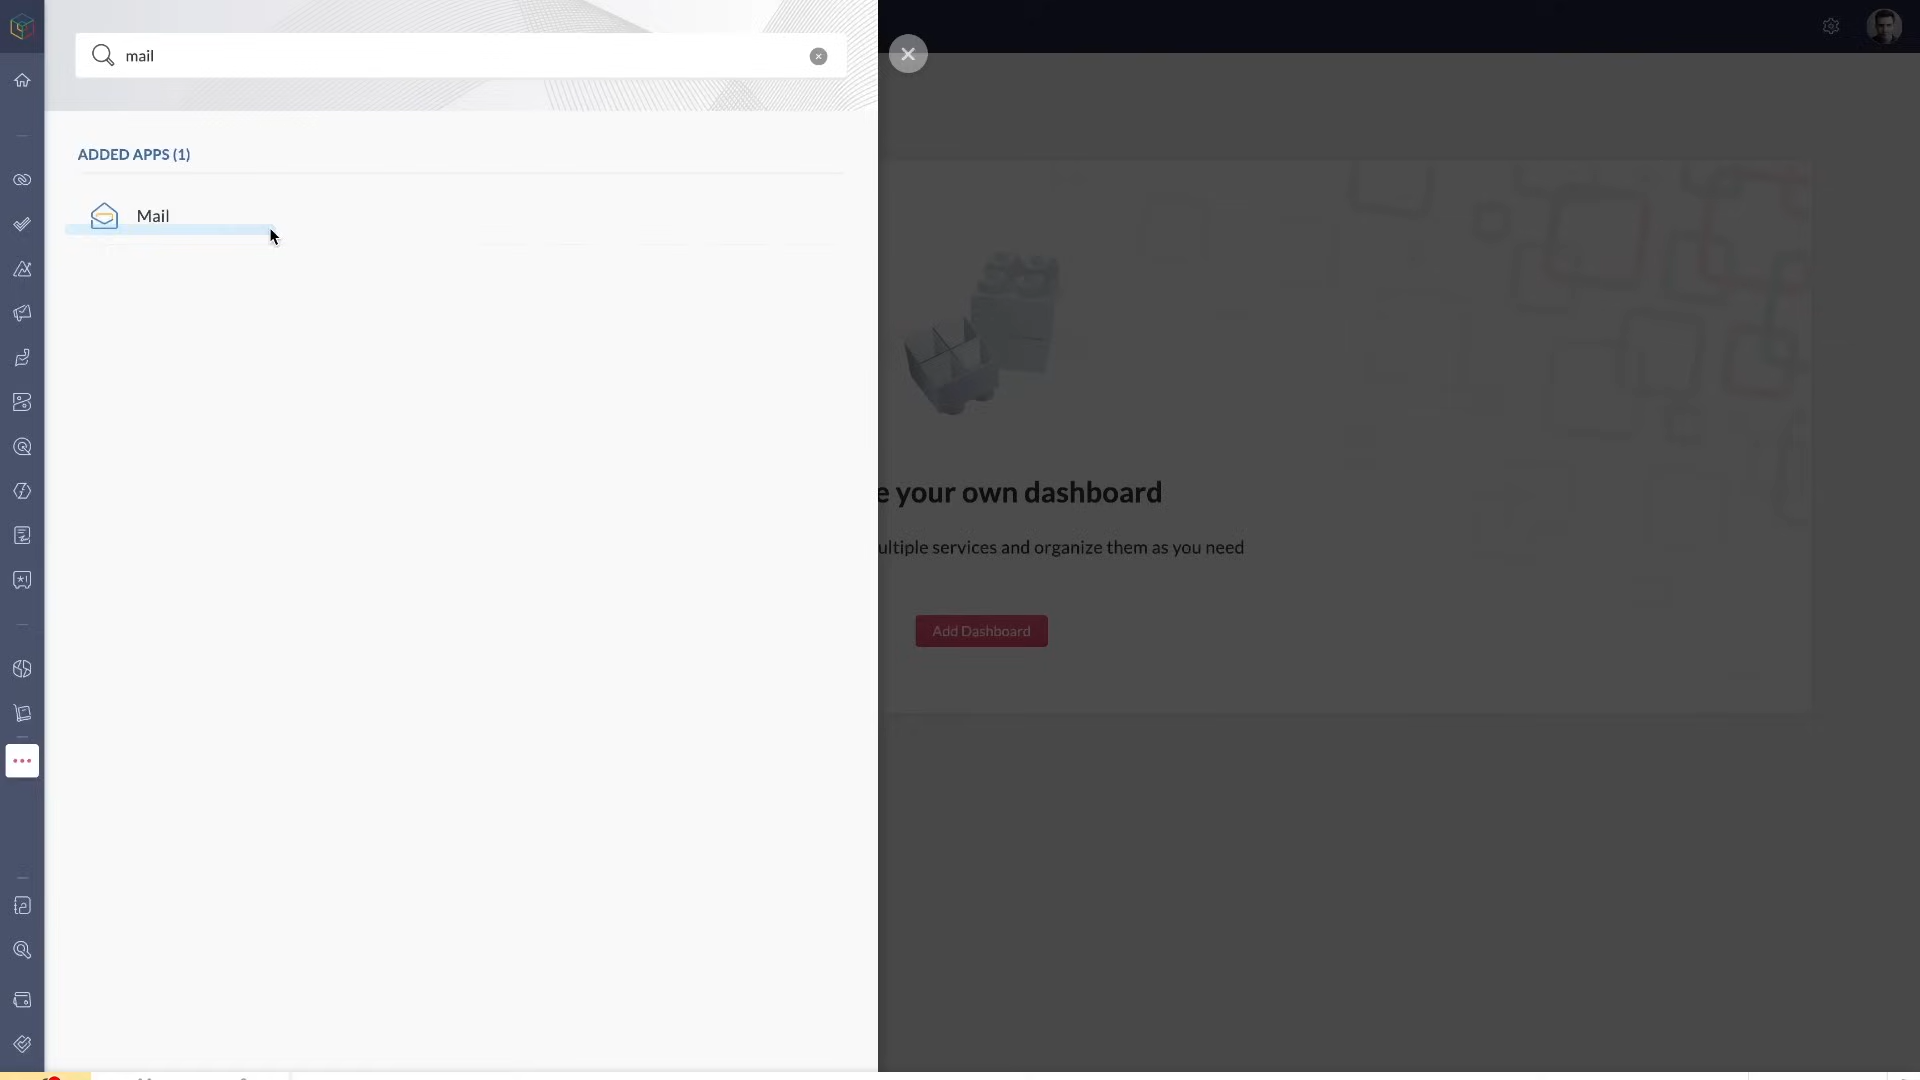 mail
ADDED APPS (1)
Mail
e your own dashboard
ultiple services and organize them as you need
Add Dashboard